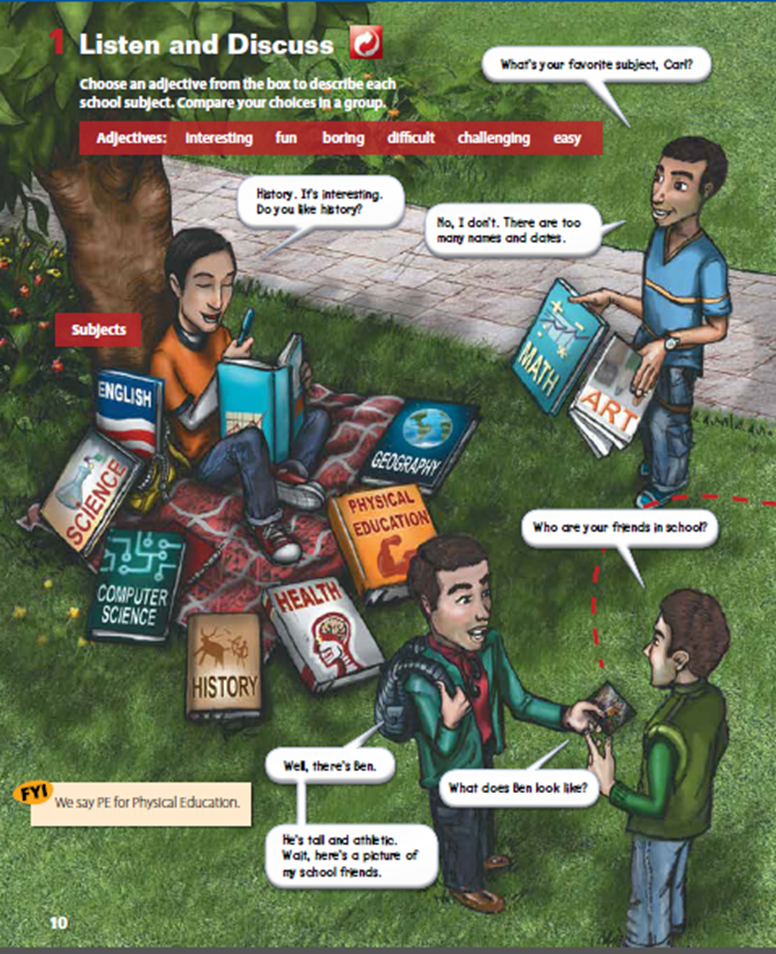 1 Listen and Discuss
Choose an adjective from the box to describe each
school subject. Compare your choices in a group.
Adjectives: interesting fun boring difficult challenging easy
What's your favorite subject, Carl?
History. It's interesting.
Do you like history?
No, I don't. There are too
many names and dates.
Subjects
ENGLISH
SCIENCE
COMPUTER
SCIENCE
HISTORY
HEALTH
PHYSICAL
EDUCATION
GEOGRAPHY
MATH
ART
Who are your friends in school?
Well, there's Ben.
What does Ben look like?
He's tall and athletic.
Wait, here's a picture of
my school friends.
FYI
We say PE for Physical Education.
10